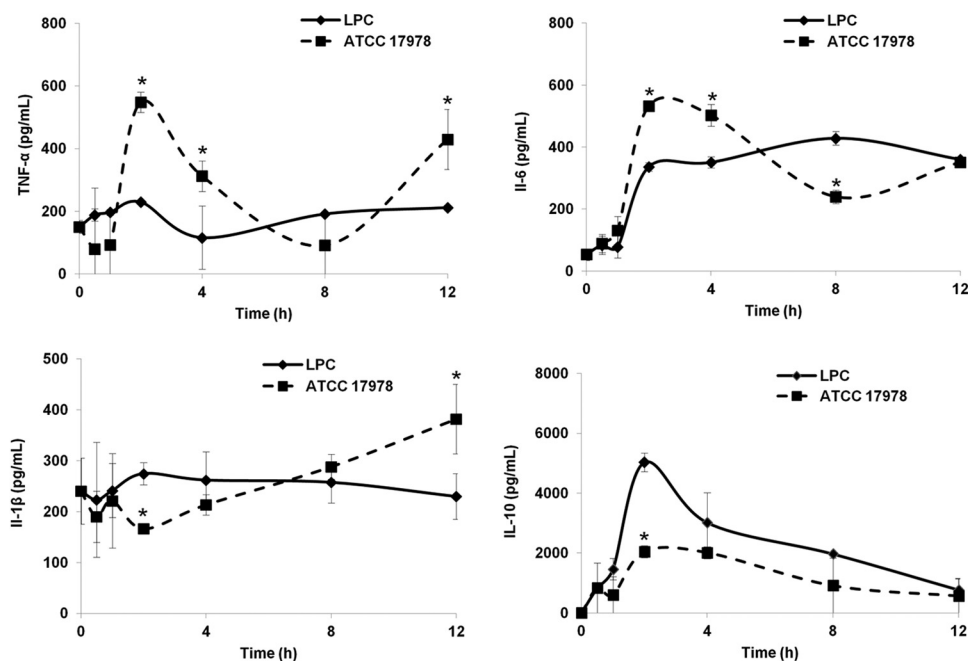 800
600
400
200
0
TNF-α (pg/mL)
LPC
ATCC 17978
*
*
*
0
4
8
12
Time (h)
800
600
400
200
0
Il-6 (pg/mL)
LPC
ATCC 17978
*
*
*
0
4
8
12
Time (h)
500
400
300
200
100
0
Il-1β (pg/mL)
LPC
ATCC 17978
*
*
0
4
8
12
Time (h)
8000
6000
4000
2000
0
IL-10 (pg/mL)
LPC
ATCC 17978
*
0
4
8
12
Time (h)